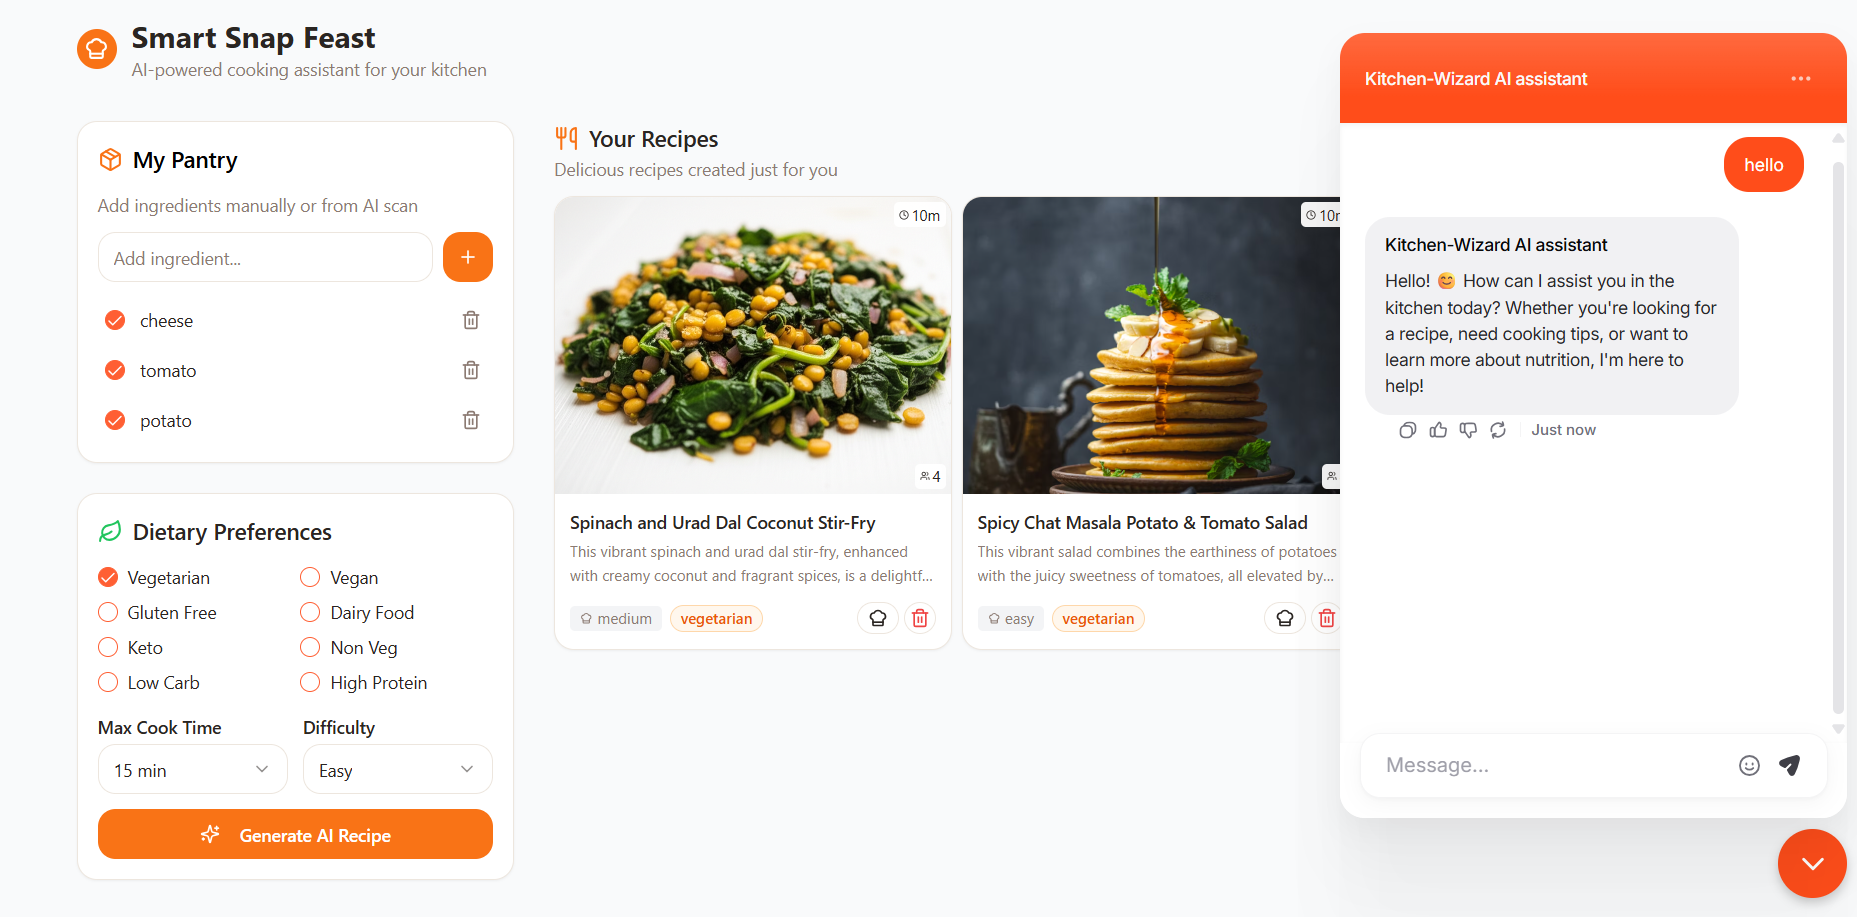 Smart Snap Feast
AI-powered cooking assistant for your kitchen
My Pantry
Add ingredients manually or from AI scan
Add ingredient...
cheese
tomato
potato
Dietary Preferences
Vegetarian
Vegan
Gluten Free
Dairy Food
Keto
Non Veg
Low Carb
High Protein
Max Cook Time
Difficulty
15 min
Easy
Generate AI Recipe
Your Recipes
Delicious recipes created just for you
10m
4
Spinach and Urad Dal Coconut Stir-Fry
This vibrant spinach and urad dal stir-fry, enhanced
with creamy coconut and fragrant spices, is a delightf...
medium
vegetarian
Spicy Chat Masala Potato & Tomato Salad
This vibrant salad combines the earthiness of potatoes
with the juicy sweetness of tomatoes, all elevated by...
easy
vegetarian
Kitchen-Wizard AI assistant
hello
Kitchen-Wizard AI assistant
Hello! 😊 How can I assist you in the
kitchen today? Whether you're looking for
a recipe, need cooking tips, or want to
learn more about nutrition, I'm here to
help!
Just now
Message...